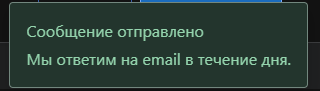 Сообщение отправлено
Мы ответим на email в течение дня.